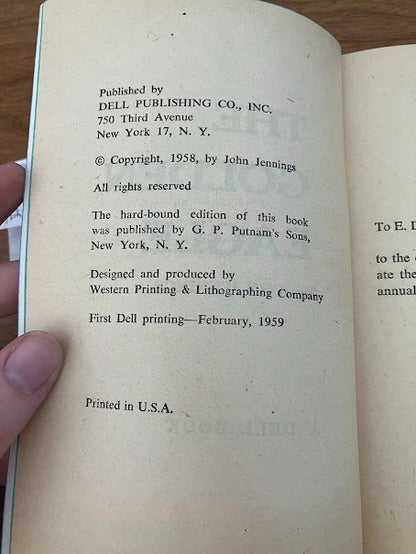 Published by
DELL PUBLISHING CO., INC.
750 Third Avenue
New York 17, N. Y.
© Copyright, 1958, by John Jennings
All rights reserved
The hard-bound edition of this book
was published by G. P. Putnam's Sons,
New York, N. Y.
Designed and produced by
Western Printing & Lithographing Company
First Dell printing—February, 1959
Printed in U.S.A.
To E. D
to the
ate the
annual